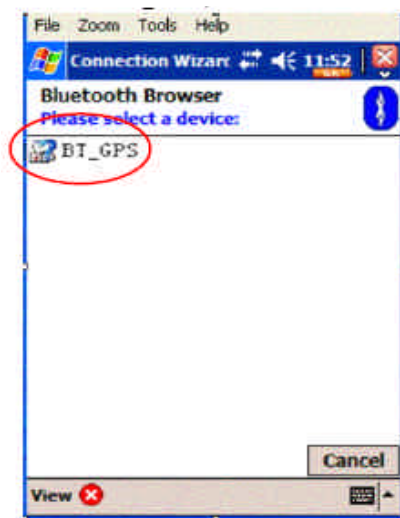 File Zoom Tools Help
Connection Wizarc 11:52
Bluetooth Browser
Please select a device:
BT_GPS
Cancel
View